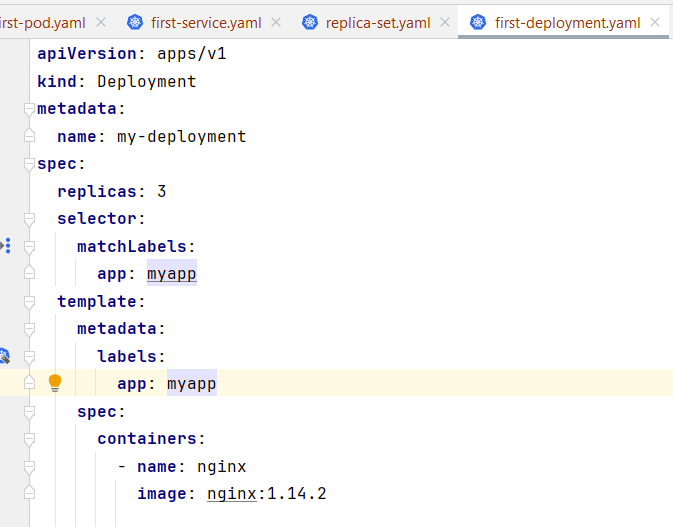 irst-pod.yaml first-service.yaml replica-set.yaml first-deployment.yaml
apiVersion: apps/v1
kind: Deployment
metadata:
  name: my-deployment
spec:
  replicas: 3
  selector:
    matchLabels:
      app: myapp
  template:
    metadata:
      labels:
        app: myapp
    spec:
      containers:
        - name: nginx
          image: nginx:1.14.2